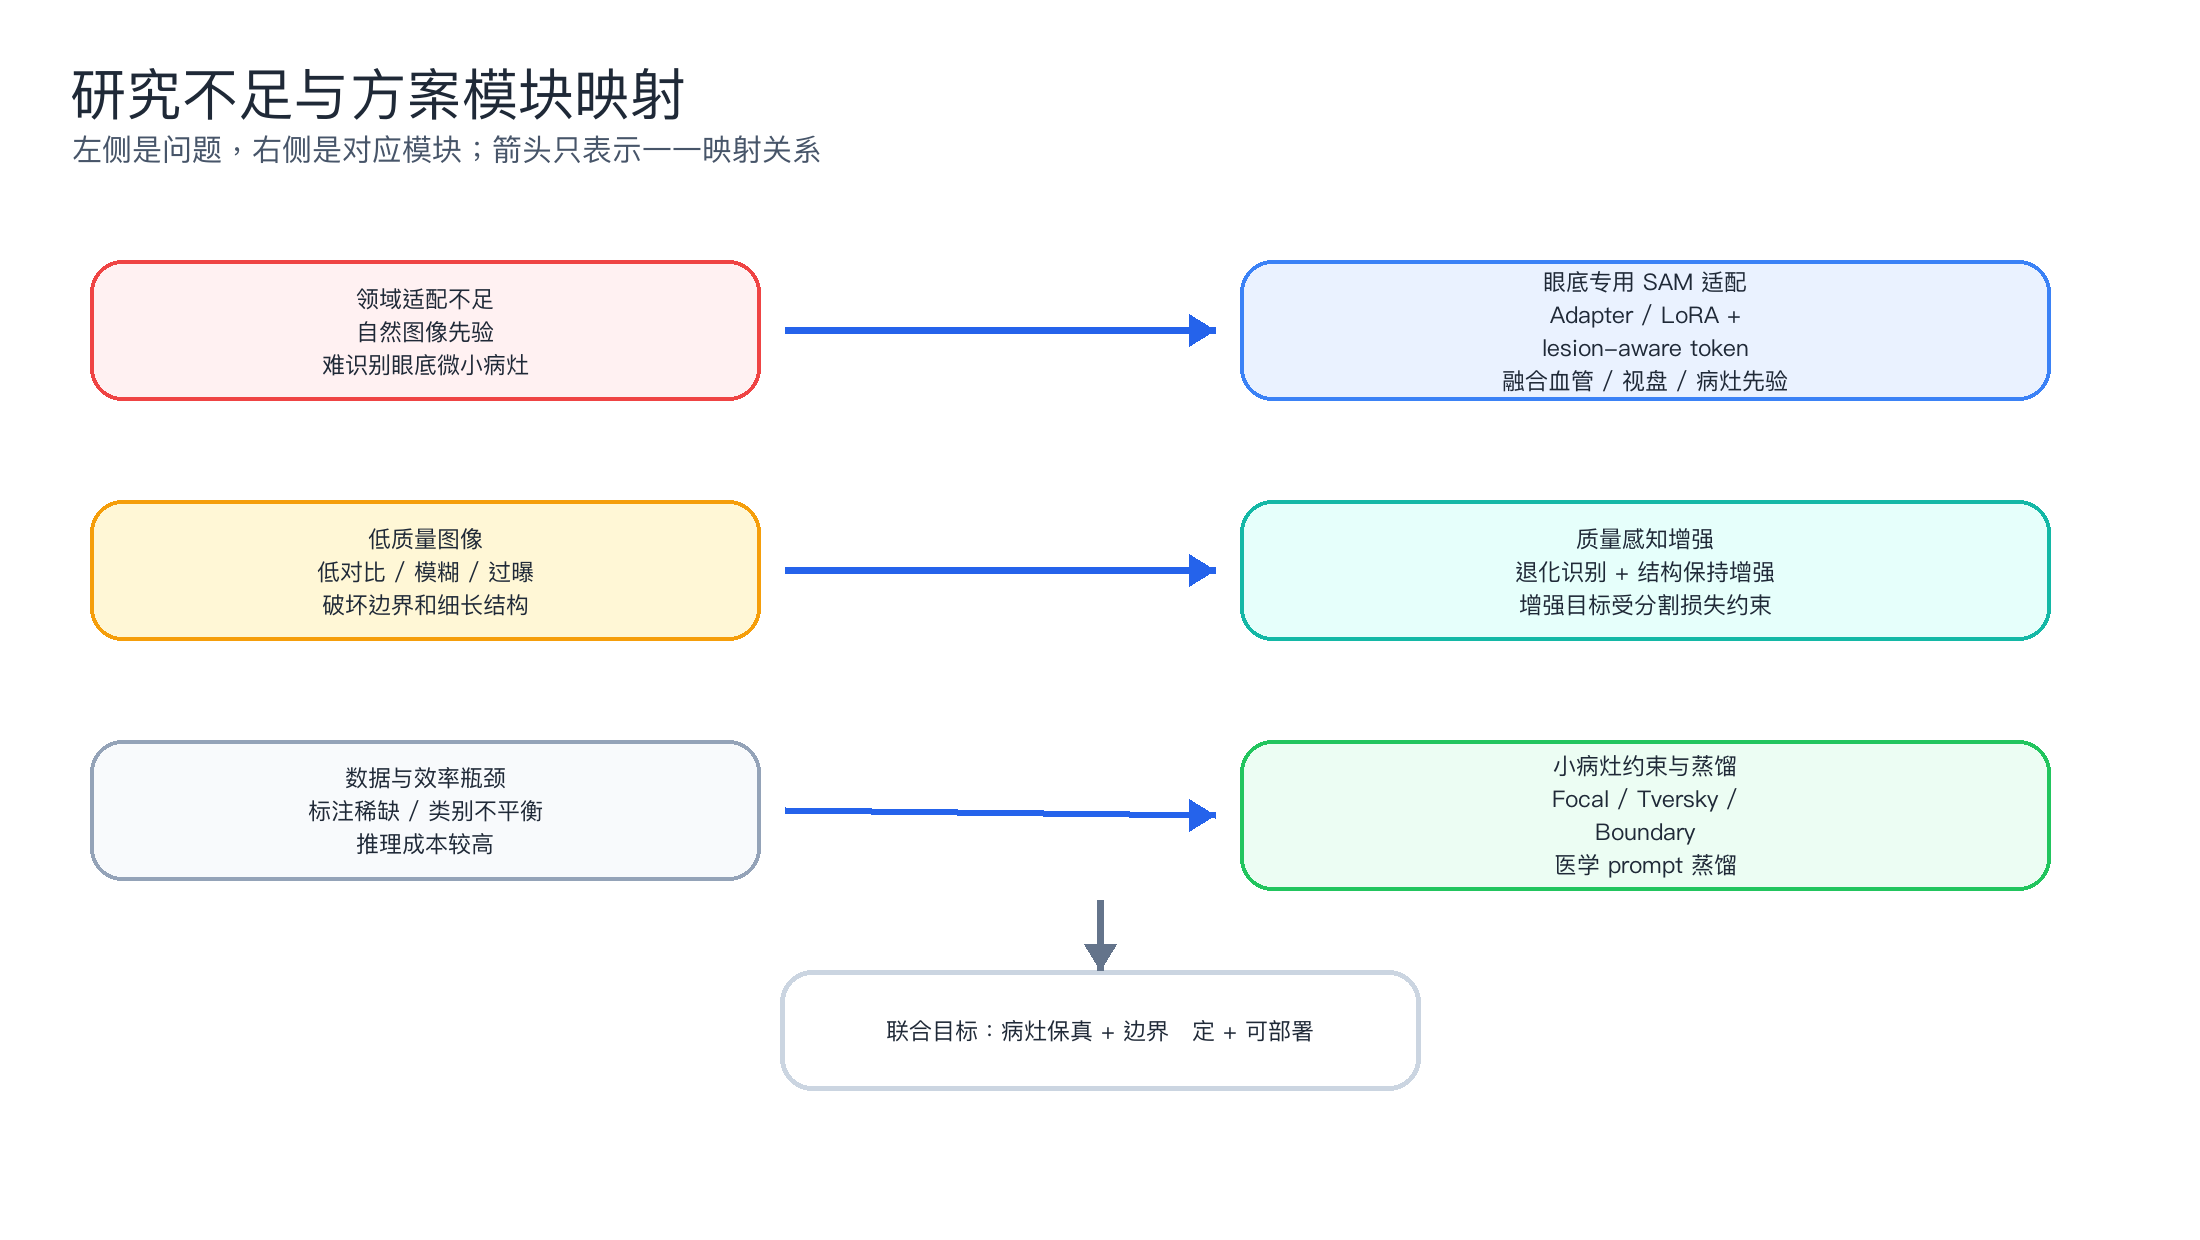 研究不足与方案模块映射
左侧是问题，右侧是对应模块；箭头只表示一一映射关系
领域适配不足
自然图像先验
难识别眼底微小病灶
眼底专用 SAM 适配
Adapter / LoRA +
lesion-aware token
融合血管 / 视盘 / 病灶先验
低质量图像
低对比 / 模糊 / 过曝
破坏边界和细长结构
质量感知增强
退化识别 + 结构保持增强
增强目标受分割损失约束
数据与效率瓶颈
标注稀缺 / 类别不平衡
推理成本较高
小病灶约束与蒸馏
Focal / Tversky /
Boundary
医学 prompt 蒸馏
联合目标：病灶保真 + 边界　定 + 可部署